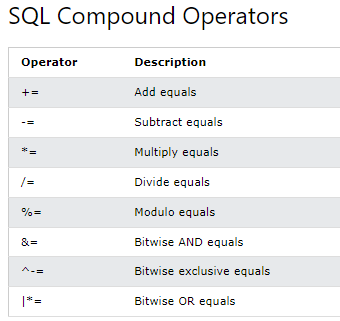 SQL Compound Operators
Operator Description
+= Add equals
-= Subtract equals
*= Multiply equals
/= Divide equals
%= Modulo equals
&= Bitwise AND equals
^-= Bitwise exclusive equals
|*= Bitwise OR equals